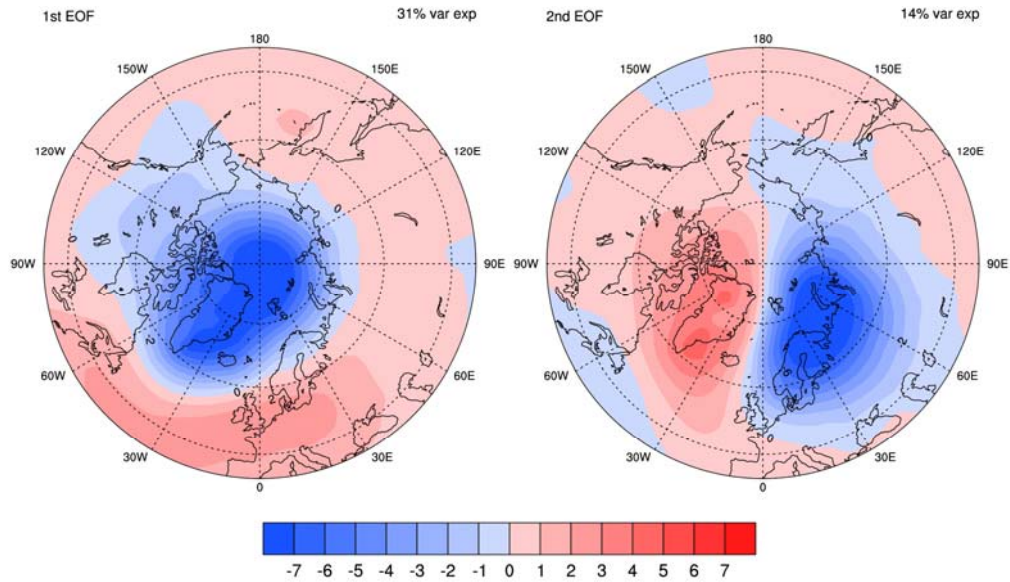 1st EOF 31% var exp
2nd EOF 14% var exp
180
150W 150E
120W 120E
90W 90E
60W 60E
30W 30E
0
180
150W 150E
120W 120E
90W 90E
60W 60E
30W 30E
0
-7 -6 -5 -4 -3 -2 -1 0 1 2 3 4 5 6 7